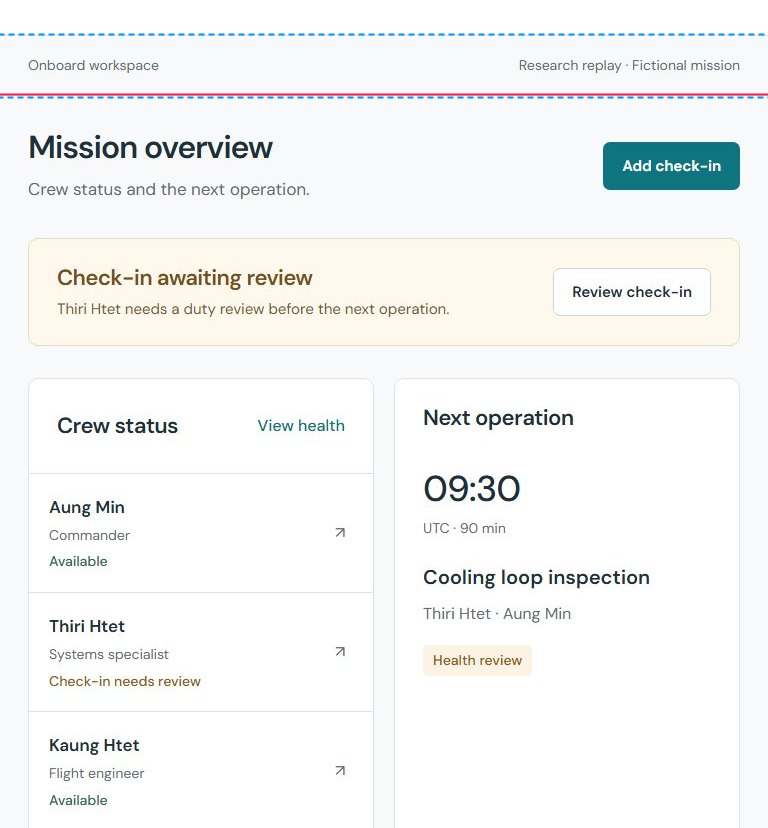 Onboard workspace
Research replay · Fictional mission
Mission overview
Crew status and the next operation.
Add check-in
Check-in awaiting review
Thiri Htet needs a duty review before the next operation.
Review check-in
Crew status
View health
Aung Min
Commander
Available
Thiri Htet
Systems specialist
Check-in needs review
Kaung Htet
Flight engineer
Available
Next operation
09:30
UTC · 90 min
Cooling loop inspection
Thiri Htet · Aung Min
Health review